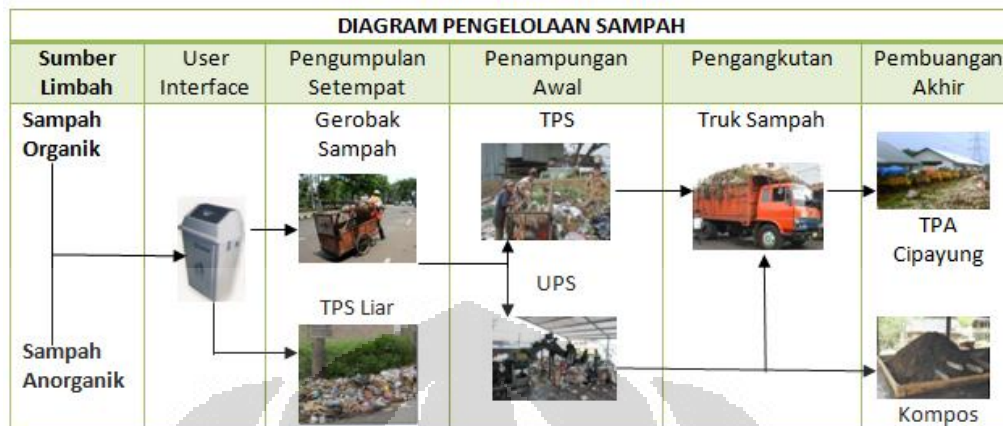 DIAGRAM PENGELOLAAN SAMPAH
Sumber
Limbah
User
Interface
Pengumpulan
Setempat
Penampungan
Awal
Pengangkutan
Pembuangan
Akhir
Sampah
Organik
Gerobak
Sampah
TPS
Truk Sampah
TPA
Cipayung
UPS
TPS Liar
Sampah
Anorganik
Kompos